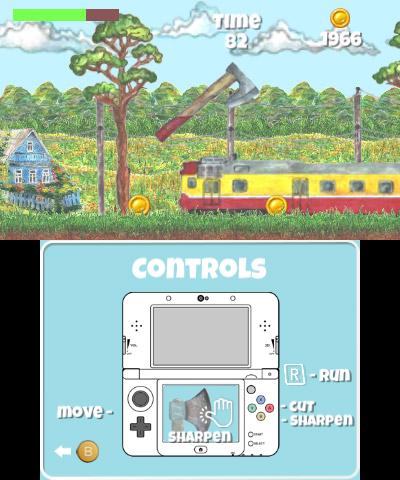 Time
82
1966
CONTROLS
R - RUN
move -
- CUT
- SHARPEN
SHARPEN
B